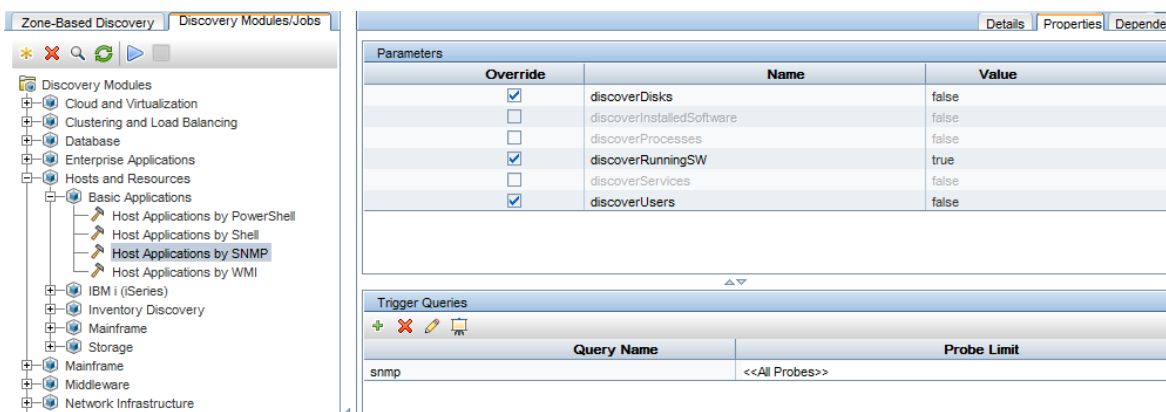 Zone-Based Discovery
Discovery Modules/Jobs
Discovery Modules
Cloud and Virtualization
Clustering and Load Balancing
Database
Enterprise Applications
Hosts and Resources
Basic Applications
Host Applications by PowerShell
Host Applications by Shell
Host Applications by SNMP
Host Applications by WMI
IBM i (iSeries)
Inventory Discovery
Mainframe
Storage
Mainframe
Middleware
Network Infrastructure
Details Properties Depende
Parameters
Override Name Value
discoverDisks false
discoverInstalledSoftware false
discoverProcesses false
discoverRunningSW true
discoverServices false
discoverUsers false
Trigger Queries
Query Name Probe Limit
snmp <<All Probes>>